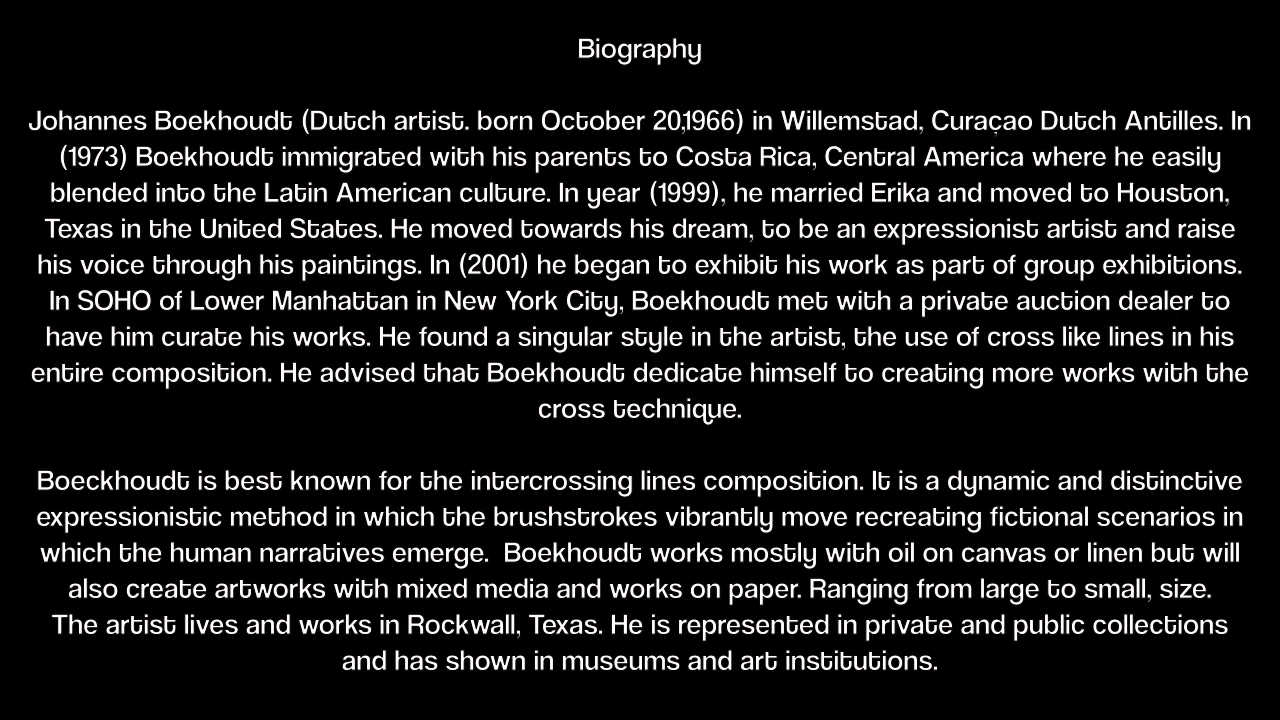 Biography
Johannes Boekhoudt (Dutch artist. born October 20,1966) in Willemstad, Curaçao Dutch Antilles. In
(1973) Boekhoudt immigrated with his parents to Costa Rica, Central America where he easily
blended into the Latin American culture. In year (1999), he married Erika and moved to Houston,
Texas in the United States. He moved towards his dream, to be an expressionist artist and raise
his voice through his paintings. In (2001) he began to exhibit his work as part of group exhibitions.
In SOHO of Lower Manhattan in New York City, Boekhoudt met with a private auction dealer to
have him curate his works. He found a singular style in the artist, the use of cross like lines in his
entire composition. He advised that Boekhoudt dedicate himself to creating more works with the
cross technique.
Boeckhoudt is best known for the intercrossing lines composition. It is a dynamic and distinctive
expressionistic method in which the brushstrokes vibrantly move recreating fictional scenarios in
which the human narratives emerge.  Boekhoudt works mostly with oil on canvas or linen but will
also create artworks with mixed media and works on paper. Ranging from large to small, size.
The artist lives and works in Rockwall, Texas. He is represented in private and public collections
and has shown in museums and art institutions.